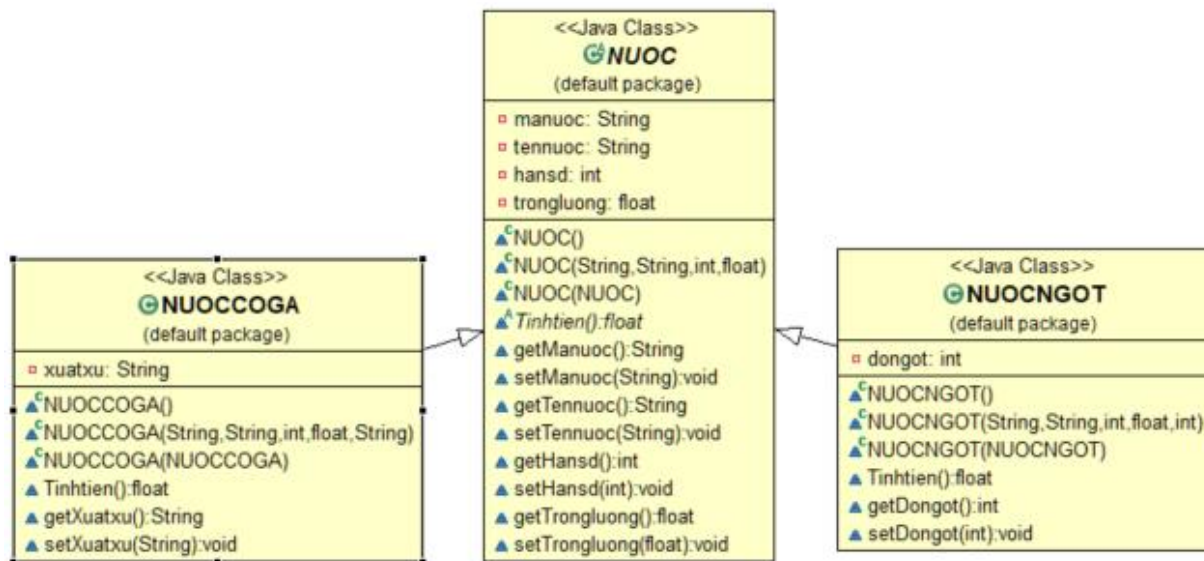 <<Java Class>>
NUOC
(default package)
manuoc: String
tennuoc: String
hansd: int
trongluong: float
NUOC()
NUOC(String,String,int,float)
NUOC(NUOC)
Tinhtien():float
getManuoc():String
setManuoc(String):void
getTennuoc():String
setTennuoc(String):void
getHansd():int
setHansd(int):void
getTrongluong():float
setTrongluong(float):void
<<Java Class>>
NUOCCOGA
(default package)
xuatxu: String
NUOCCOGA()
NUOCCOGA(String,String,int,float,String)
NUOCCOGA(NUOCCOGA)
Tinhtien():float
getXuatxu():String
setXuatxu(String):void
<<Java Class>>
NUOCNGOT
(default package)
dongot: int
NUOCNGOT()
NUOCNGOT(String,String,int,float,int)
NUOCNGOT(NUOCNGOT)
Tinhtien():float
getDongot():int
setDongot(int):void